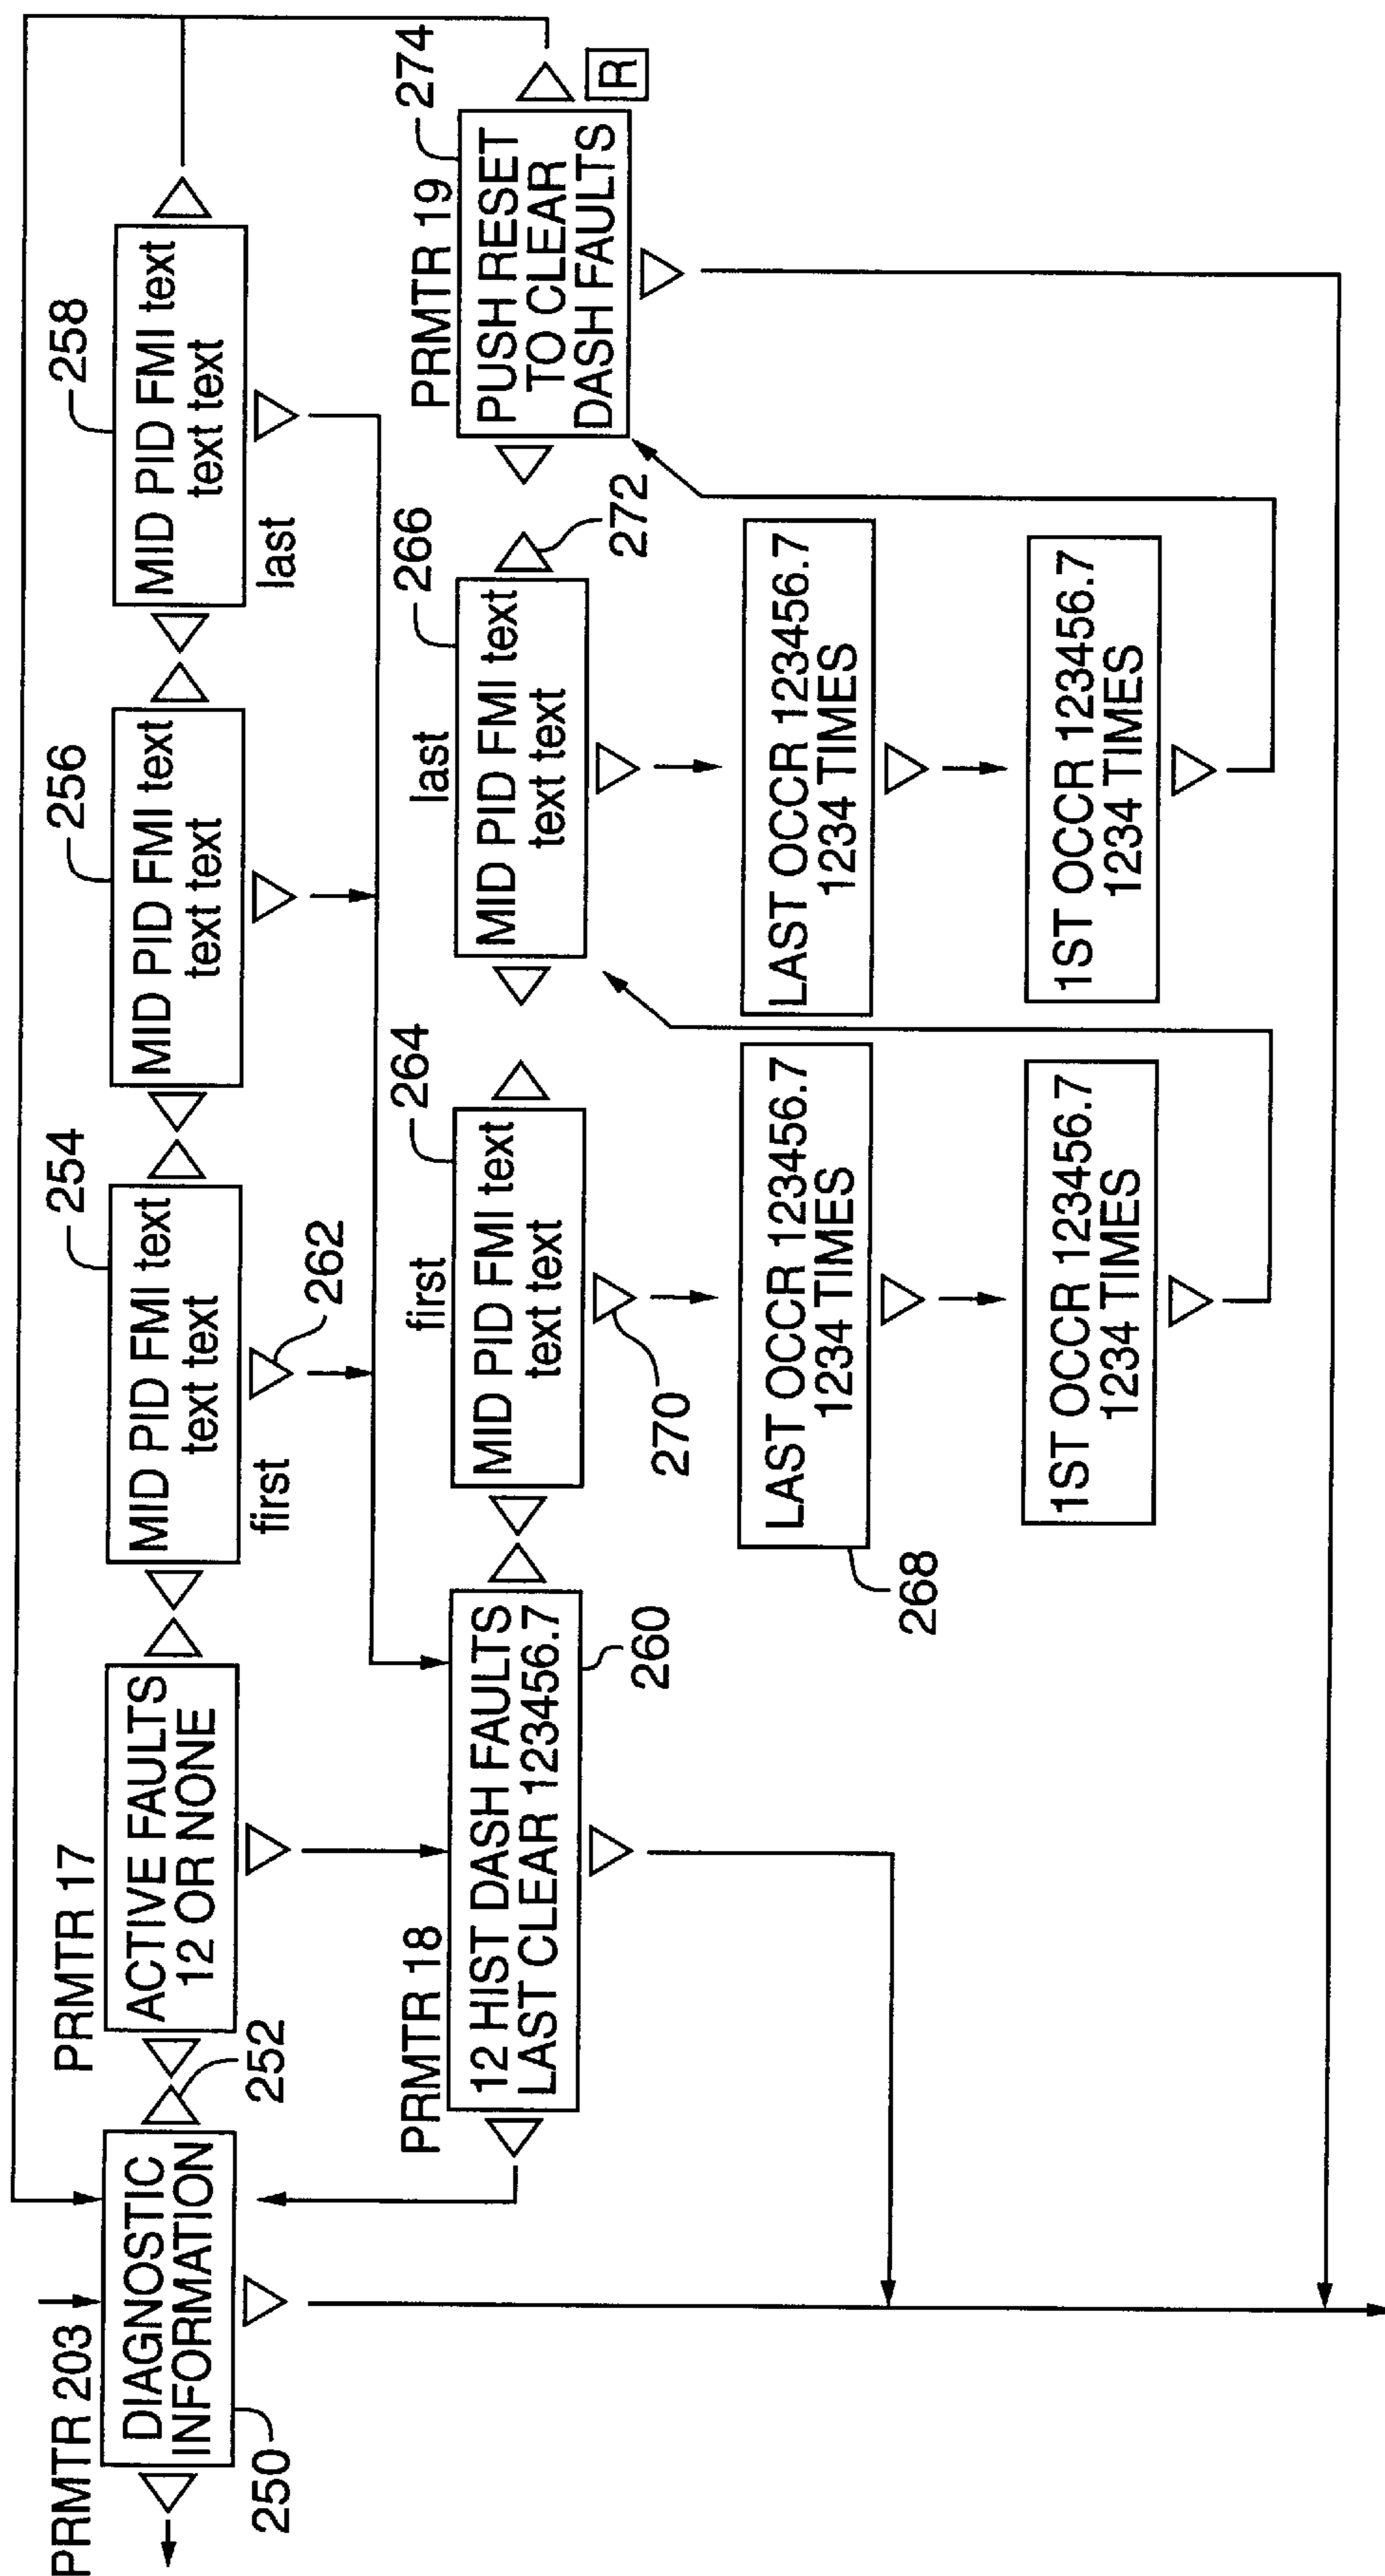 PRMTR 203
DIAGNOSTIC
INFORMATION
250
252
PRMTR 17
ACTIVE FAULTS
12 OR NONE
254
MID PID FMI text
text text
first
262
256
MID PID FMI text
text text
258
MID PID FMI text
text text
last
PRMTR 18
12 HIST DASH FAULTS
LAST CLEAR 123456.7
260
first
264
MID PID FMI text
text text
270
last
266
MID PID FMI text
text text
272
PRMTR 19
274
PUSH RESET
TO CLEAR
DASH FAULTS
R
LAST OCCR 123456.7
1234 TIMES
268
LAST OCCR 123456.7
1234 TIMES
1ST OCCR 123456.7
1234 TIMES
1ST OCCR 123456.7
1234 TIMES